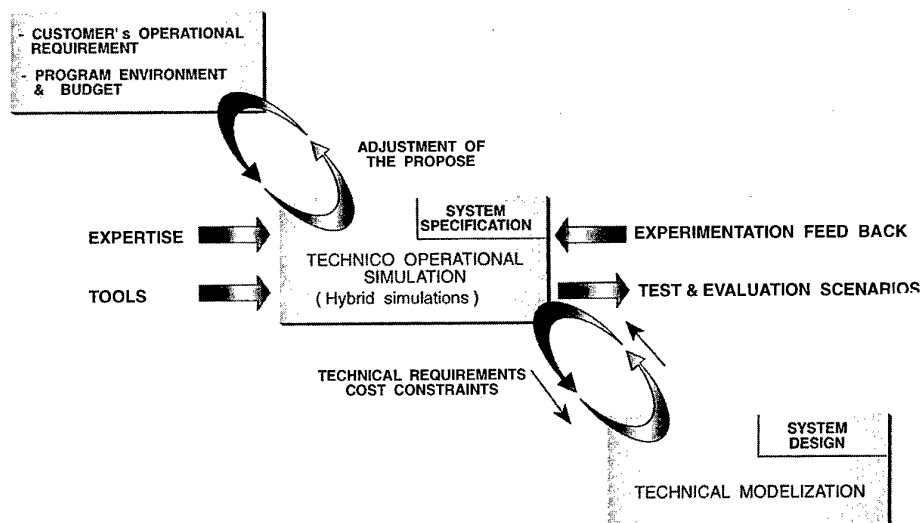 - CUSTOMER's OPERATIONAL
REQUIREMENT
- PROGRAM ENVIRONMENT
& BUDGET
ADJUSTMENT OF
THE PROPOSE
SYSTEM
SPECIFICATION
EXPERTISE
EXPERIMENTATION FEED BACK
TECHNICO OPERATIONAL
SIMULATION
(Hybrid simulations)
TOOLS
TEST & EVALUATION SCENARIOS
TECHNICAL REQUIREMENTS
COST CONSTRAINTS
SYSTEM
DESIGN
TECHNICAL MODELIZATION